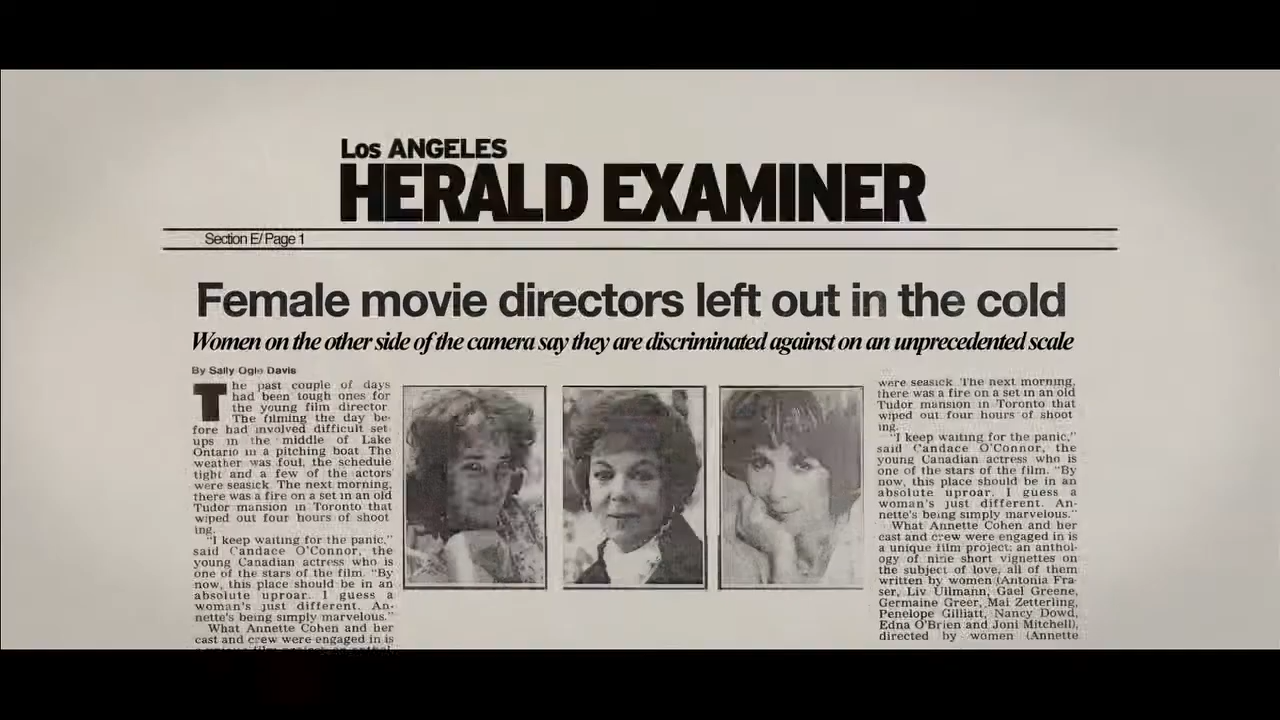 Los ANGELES
HERALD EXAMINER
Section E/Page 1
Female movie directors left out in the cold
Women on the other side of the camera say they are discriminated against on an unprecedented scale
By Sally Ogle Davis
The past couple of days
had been tough ones for
the young film director
The filming the day be-
fore had involved difficult set
ups in the middle of Lake
Ontario in a pitching boat The
weather was foul, the schedule
tight and a few of the actors
were seasick The next morning,
there was a fire on a set in an old
Tudor mansion in Toronto that
wiped out four hours of shoot
ing.
"I keep waiting for the panic,"
said Candace O'Connor, the
young Canadian actress who is
one of the stars of the film. "By
now, this place should be in an
absolute uproar. I guess a
woman's just different. An-
nette's being simply marvelous."
What Annette Cohen and her
cast and crew were engaged in is
were seasick The next morning,
there was a fire on a set in an old
Tudor mansion in Toronto that
wiped out four hours of shoot
ing.
"I keep waiting for the panic,"
said Candace O'Connor, the
young Canadian actress who is
one of the stars of the film. "By
now, this place should be in an
absolute uproar. I guess a
woman's just different. An-
nette's being simply marvelous."
What Annette Cohen and her
cast and crew were engaged in is
a unique film project: an anthol-
ogy of nine short vignettes on
the subject of love, all of them
written by women (Antonia Fra-
ser, Liv Ullmann, Gael Greene,
Germaine Greer, Mai Zetterling,
Penelope Gilliatt, Nancy Dowd,
Edna O'Brien and Joni Mitchell),
directed by women (Annette